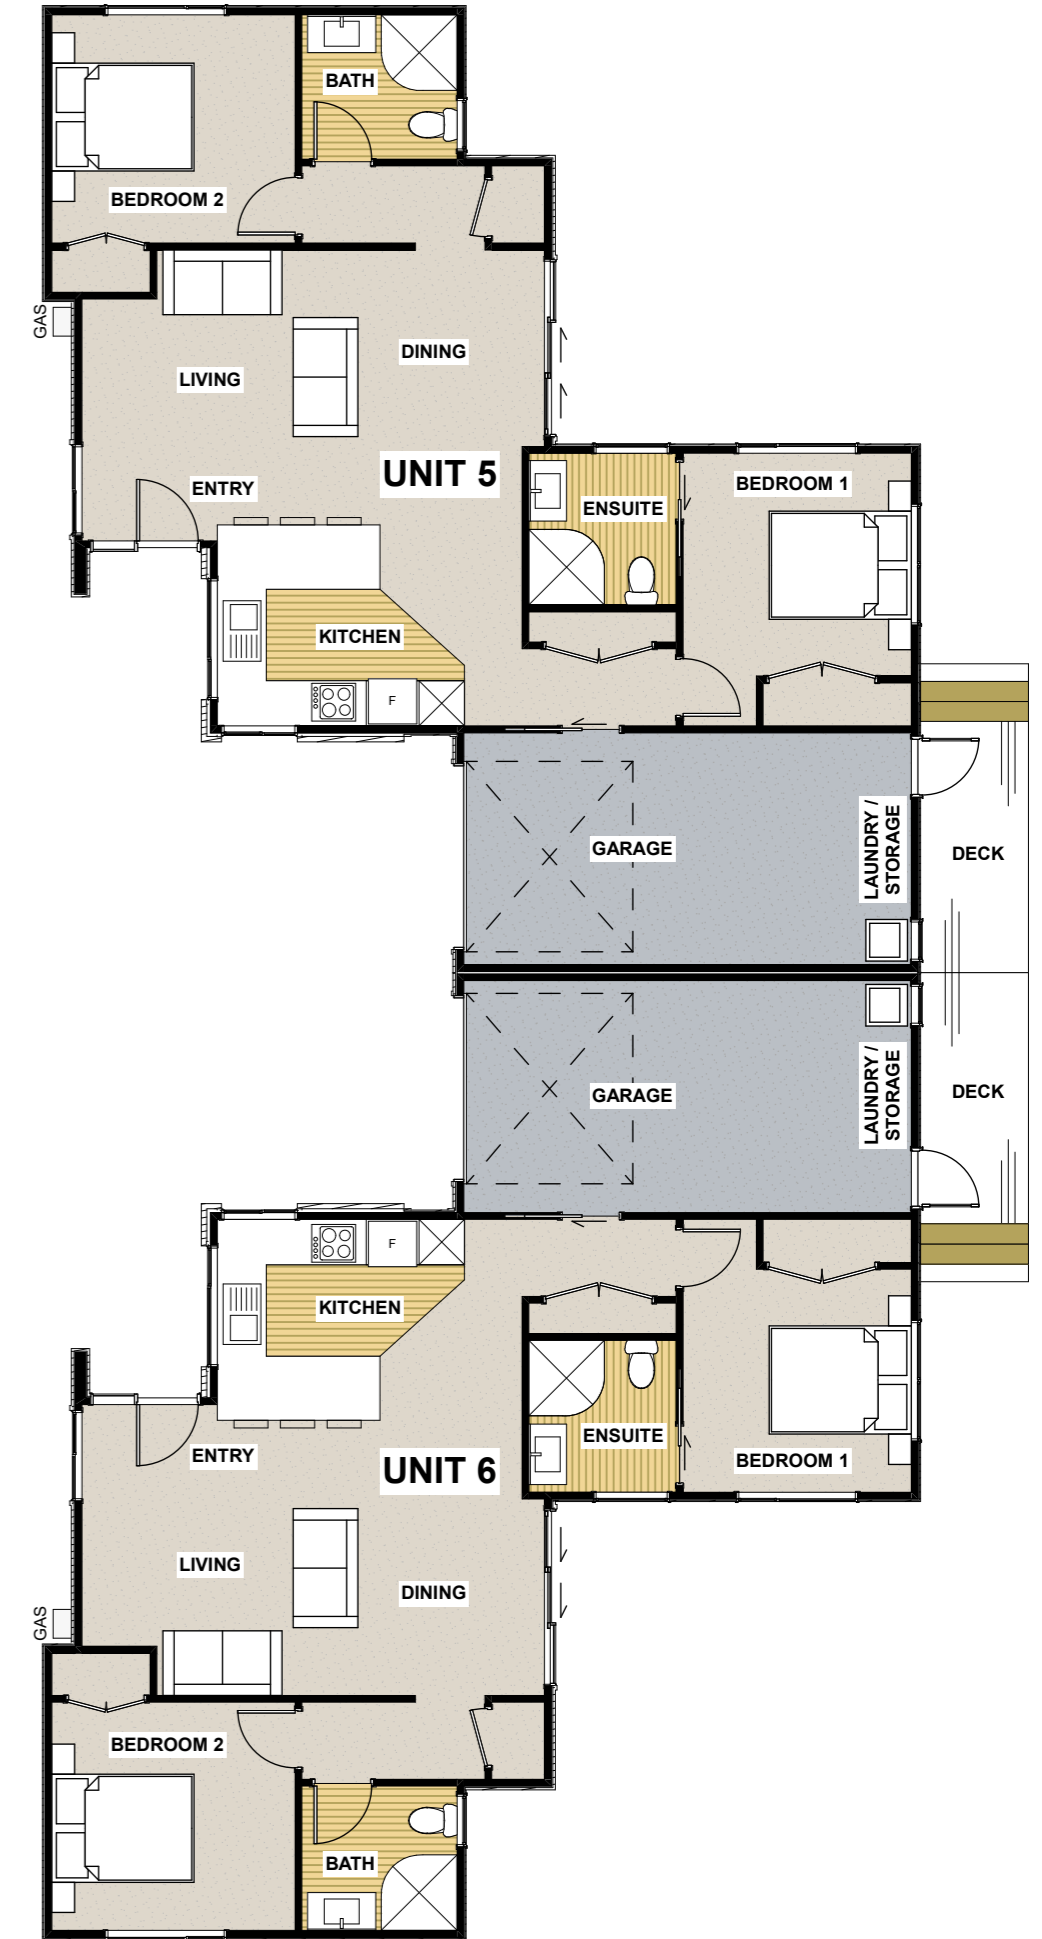 BATH
BEDROOM 2
GAS
DINING
LIVING
UNIT 5
ENTRY
BEDROOM 1
ENSUITE
KITCHEN
F
GARAGE
LAUNDRY /
STORAGE
DECK
GARAGE
LAUNDRY /
STORAGE
DECK
F
KITCHEN
ENSUITE
ENTRY
BEDROOM 1
UNIT 6
LIVING
DINING
GAS
BEDROOM 2
BATH